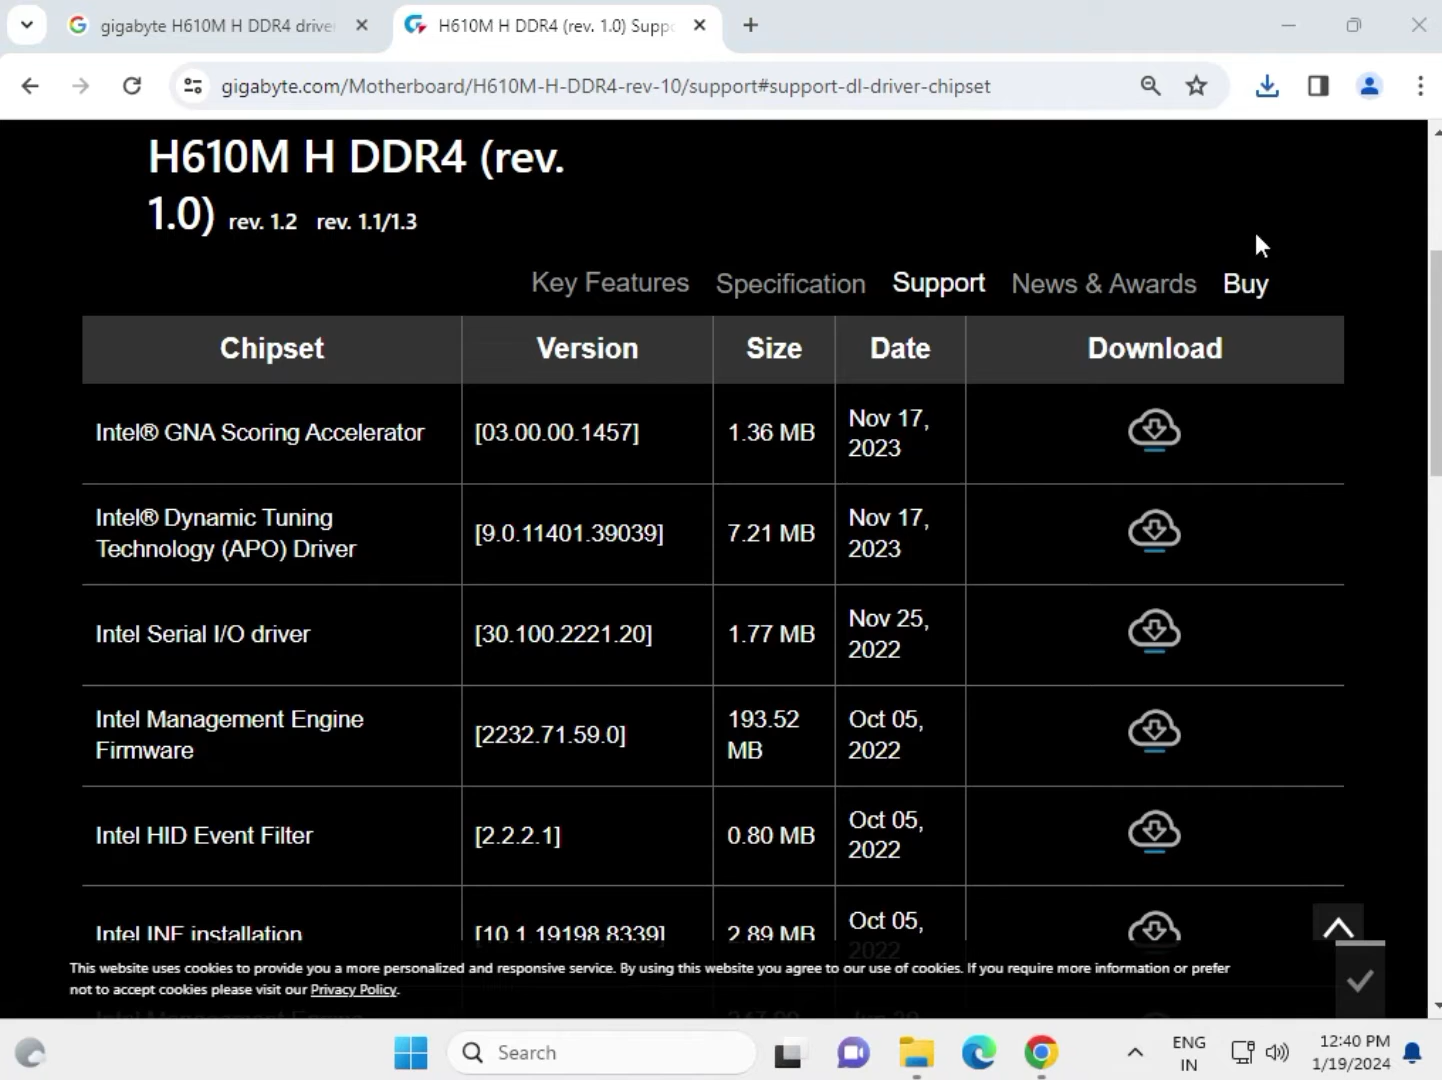 gigabyte H610M H DDR4 drive
H610M H DDR4 (rev. 1.0) Suppo
gigabyte.com/Motherboard/H610M-H-DDR4-rev-10/support#support-dl-driver-chipset
H610M H DDR4 (rev.
1.0) rev. 1.2 rev. 1.1/1.3
Key Features Specification Support News & Awards Buy
Chipset Version Size Date Download
Intel® GNA Scoring Accelerator [03.00.00.1457] 1.36 MB Nov 17,
2023
Intel® Dynamic Tuning
Technology (APO) Driver [9.0.11401.39039] 7.21 MB Nov 17,
2023
Intel Serial I/O driver [30.100.2221.20] 1.77 MB Nov 25,
2022
Intel Management Engine
Firmware [2232.71.59.0] 193.52
MB Oct 05,
2022
Intel HID Event Filter [2.2.2.1] 0.80 MB Oct 05,
2022
Intel INF installation [10.1.19198.8339] 2.89 MB Oct 05,
2022
This website uses cookies to provide you a more personalized and responsive service. By using this website you agree to our use of cookies. If you require more information or prefer
not to accept cookies please visit our Privacy Policy.
Intel Management Engine
Search
ENG
IN
12:40 PM
1/19/2024